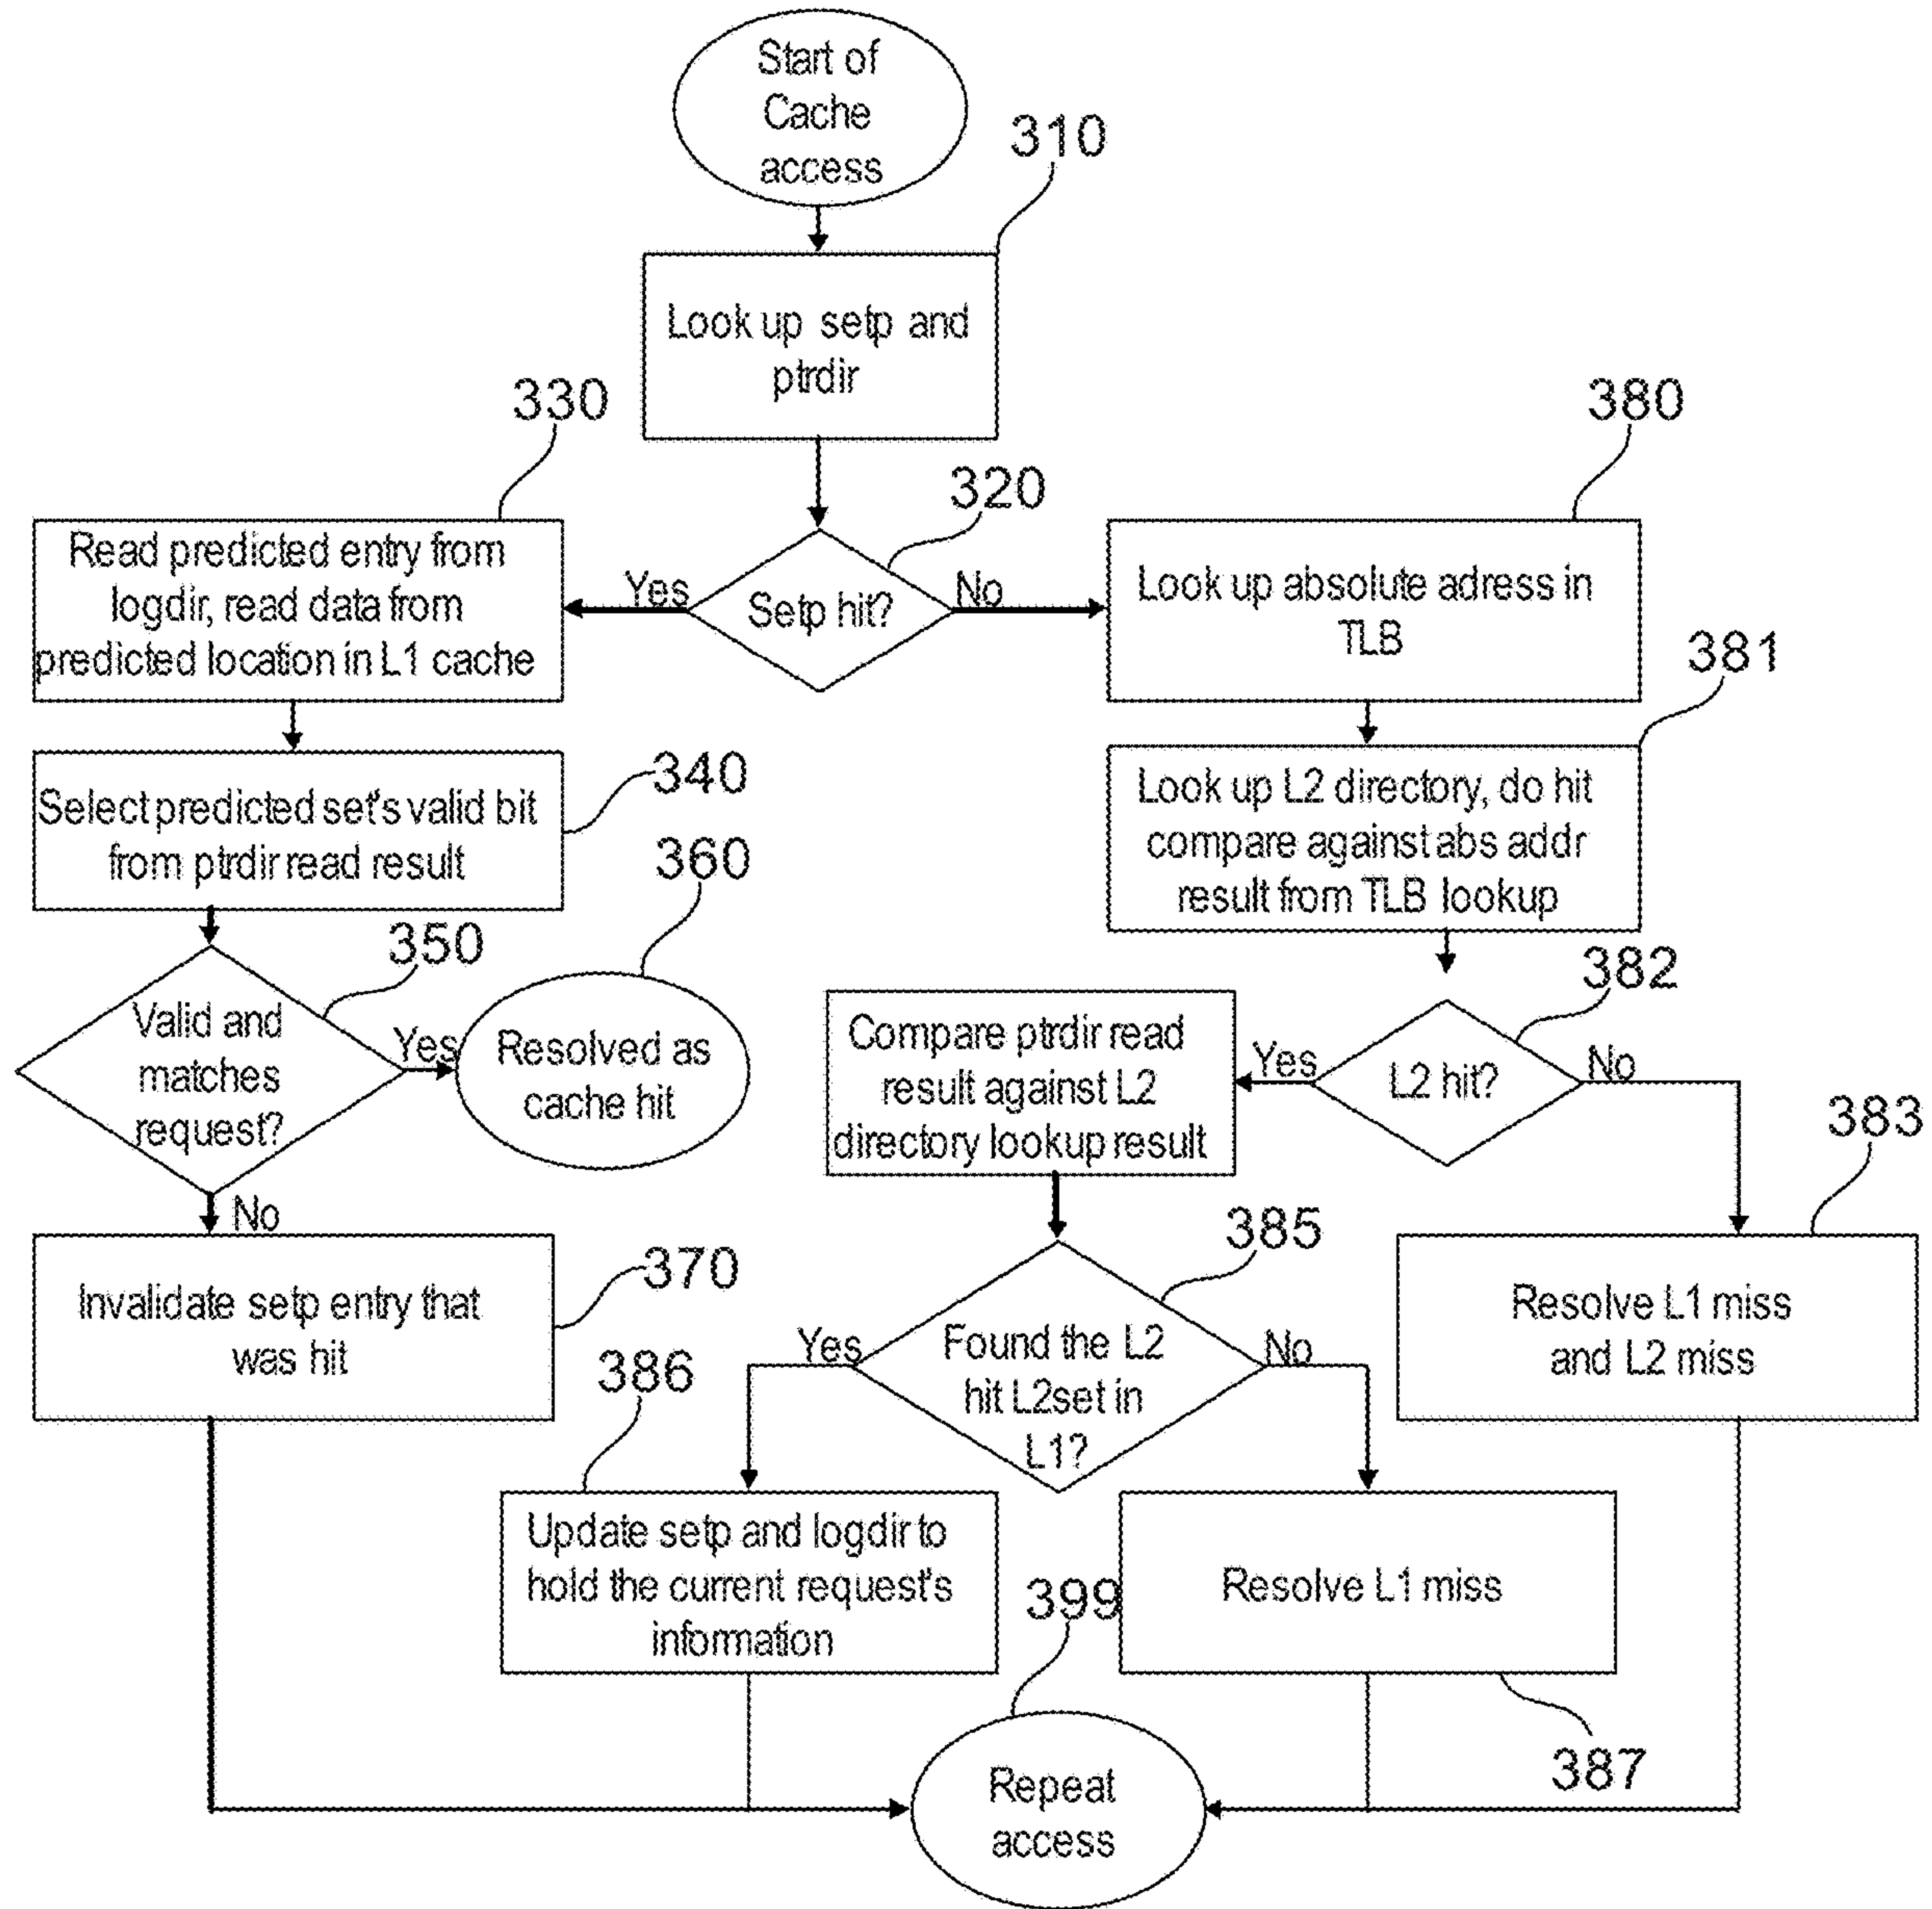 Start of
Cache
access
310
Look up setp and
ptrdir
330
380
320
Read predicted entry from
logdir, read data from
predicted location in L1 cache
Yes
Setp hit?
No
Look up absolute adress in
TLB
381
Select predicted set's valid bit
from ptrdir read result
340
360
Look up L2 directory, do hit
compare against abs addr
result from TLB lookup
350
382
Valid and
matches
request?
Yes
Resolved as
cache hit
Compare ptrdir read
result against L2
directory lookup result
Yes
L2 hit?
No
383
No
385
Invalidate setp entry that
was hit
370
Resolve L1 miss
and L2 miss
386
Yes
Found the L2
hit L2set in
L1?
No
Update setp and logdir to
hold the current request's
information
399
Resolve L1 miss
387
Repeat
access